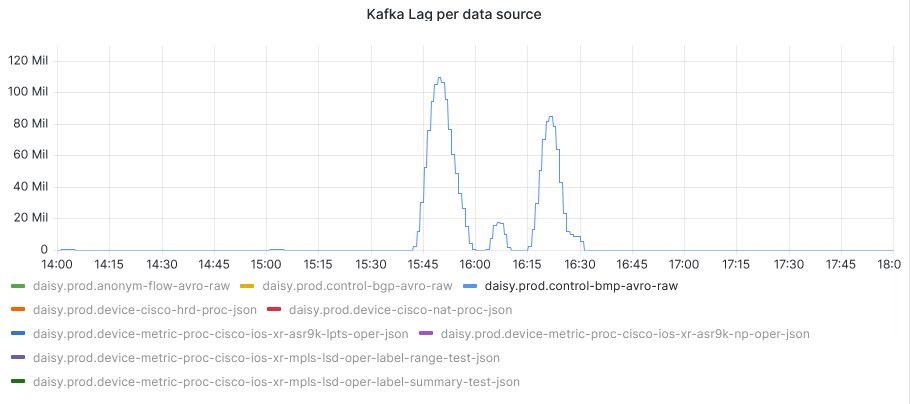 Kafka Lag per data source
120 Mil
100 Mil
80 Mil
60 Mil
40 Mil
20 Mil
0
14:00 14:15 14:30 14:45 15:00 15:15 15:30 15:45 16:00 16:15 16:30 16:45 17:00 17:15 17:30 17:45 18:0
daisy.prod.anonym-flow-avro-raw daisy.prod.control-bgp-avro-raw daisy.prod.control-bmp-avro-raw
daisy.prod.device-cisco-hrd-proc-json daisy.prod.device-cisco-nat-proc-json
daisy.prod.device-metric-proc-cisco-ios-xr-asr9k-lpts-oper-json daisy.prod.device-metric-proc-cisco-ios-xr-asr9k-np-oper-json
daisy.prod.device-metric-proc-cisco-ios-xr-mpls-lsd-oper-label-range-test-json
daisy.prod.device-metric-proc-cisco-ios-xr-mpls-lsd-oper-label-summary-test-json